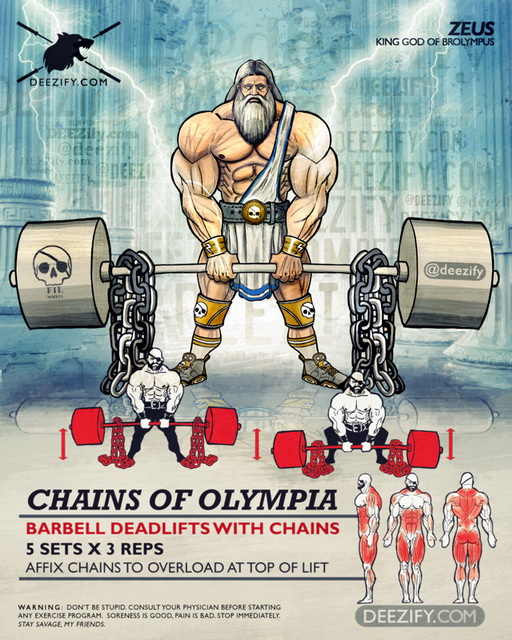 DEEZIFY.COM
ZEUS
KING GOD OF BROLYMPUS
FIL
@deezify
CHAINS OF OLYMPIA
BARBELL DEADLIFTS WITH CHAINS
5 SETS X 3 REPS
AFFIX CHAINS TO OVERLOAD AT TOP OF LIFT
WARNING: DON'T BE STUPID. CONSULT YOUR PHYSICIAN BEFORE STARTING
ANY EXERCISE PROGRAM. SORENESS IS GOOD, PAIN IS BAD. STOP IMMEDIATELY.
STAY SAVAGE, MY FRIENDS.
DEEZIFY.COM